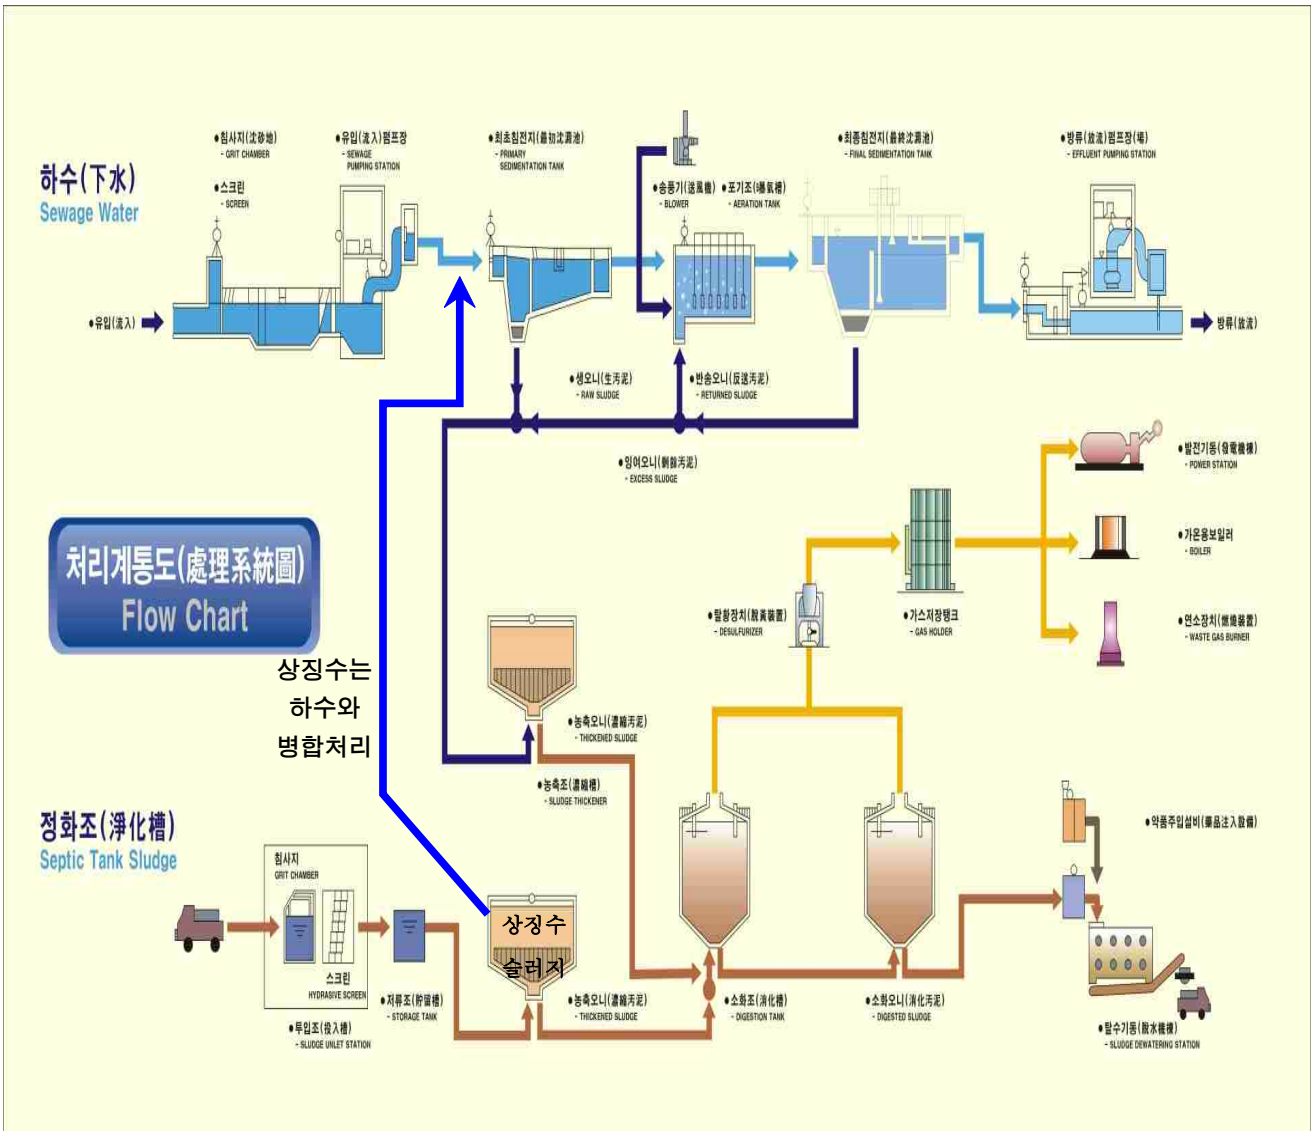 ●침사지(沈砂地)
- GRIT CHAMBER
●스크린
- SCREEN
●유입(流入)펌프장
- SEWAGE
PUMPING STATION
●최초침전지(最初沈澱池)
- PRIMARY
SEDIMENTATION TANK
●송풍기(送風機)
- BLOWER
●포기조(曝氣槽)
- AERATION TANK
●최종침전지(最終沈澱池)
- FINAL SEDIMENTATION TANK
●방류(放流)펌프장(場)
- EFFLUENT PUMPING STATION
하수(下水)
Sewage Water
●유입(流入)
방류(放流)
●생오니(生汚泥)
- RAW SLUDGE
●반송오니(反送汚泥)
- RETURNED SLUDGE
●잉여오니(剩餘汚泥)
- EXCESS SLUDGE
●발전기동(發電機棟)
- POWER STATION
●가온용보일러
- BOILER
●연소장치(燃燒裝置)
- WASTE GAS BURNER
●탈황장치(脫黃裝置)
- DESULFURIZER
●가스저장탱크
- GAS HOLDER
처리계통도(處理系統圖)
Flow Chart
상징수는
하수와
병합처리
●농축오니(濃縮汚泥)
- THICKENED SLUDGE
●농축조(濃縮槽)
- SLUDGE THICKENER
정화조(淨化槽)
Septic Tank Sludge
침사지
GRIT CHAMBER
스크린
HYDRASIVE SCREEN
●투입조(投入槽)
- SLUDGE UNLET STATION
●저류조(貯留槽)
- STORAGE TANK
상징수
슬러지
●농축오니(濃縮汚泥)
- THICKENED SLUDGE
●소화조(消化槽)
- DIGESTION TANK
●소화오니(消化汚泥)
- DIGESTED SLUDGE
●약품주입설비(藥品注入設備)
●탈수기동(脫水機棟)
- SLUDGE DEWATERING STATION